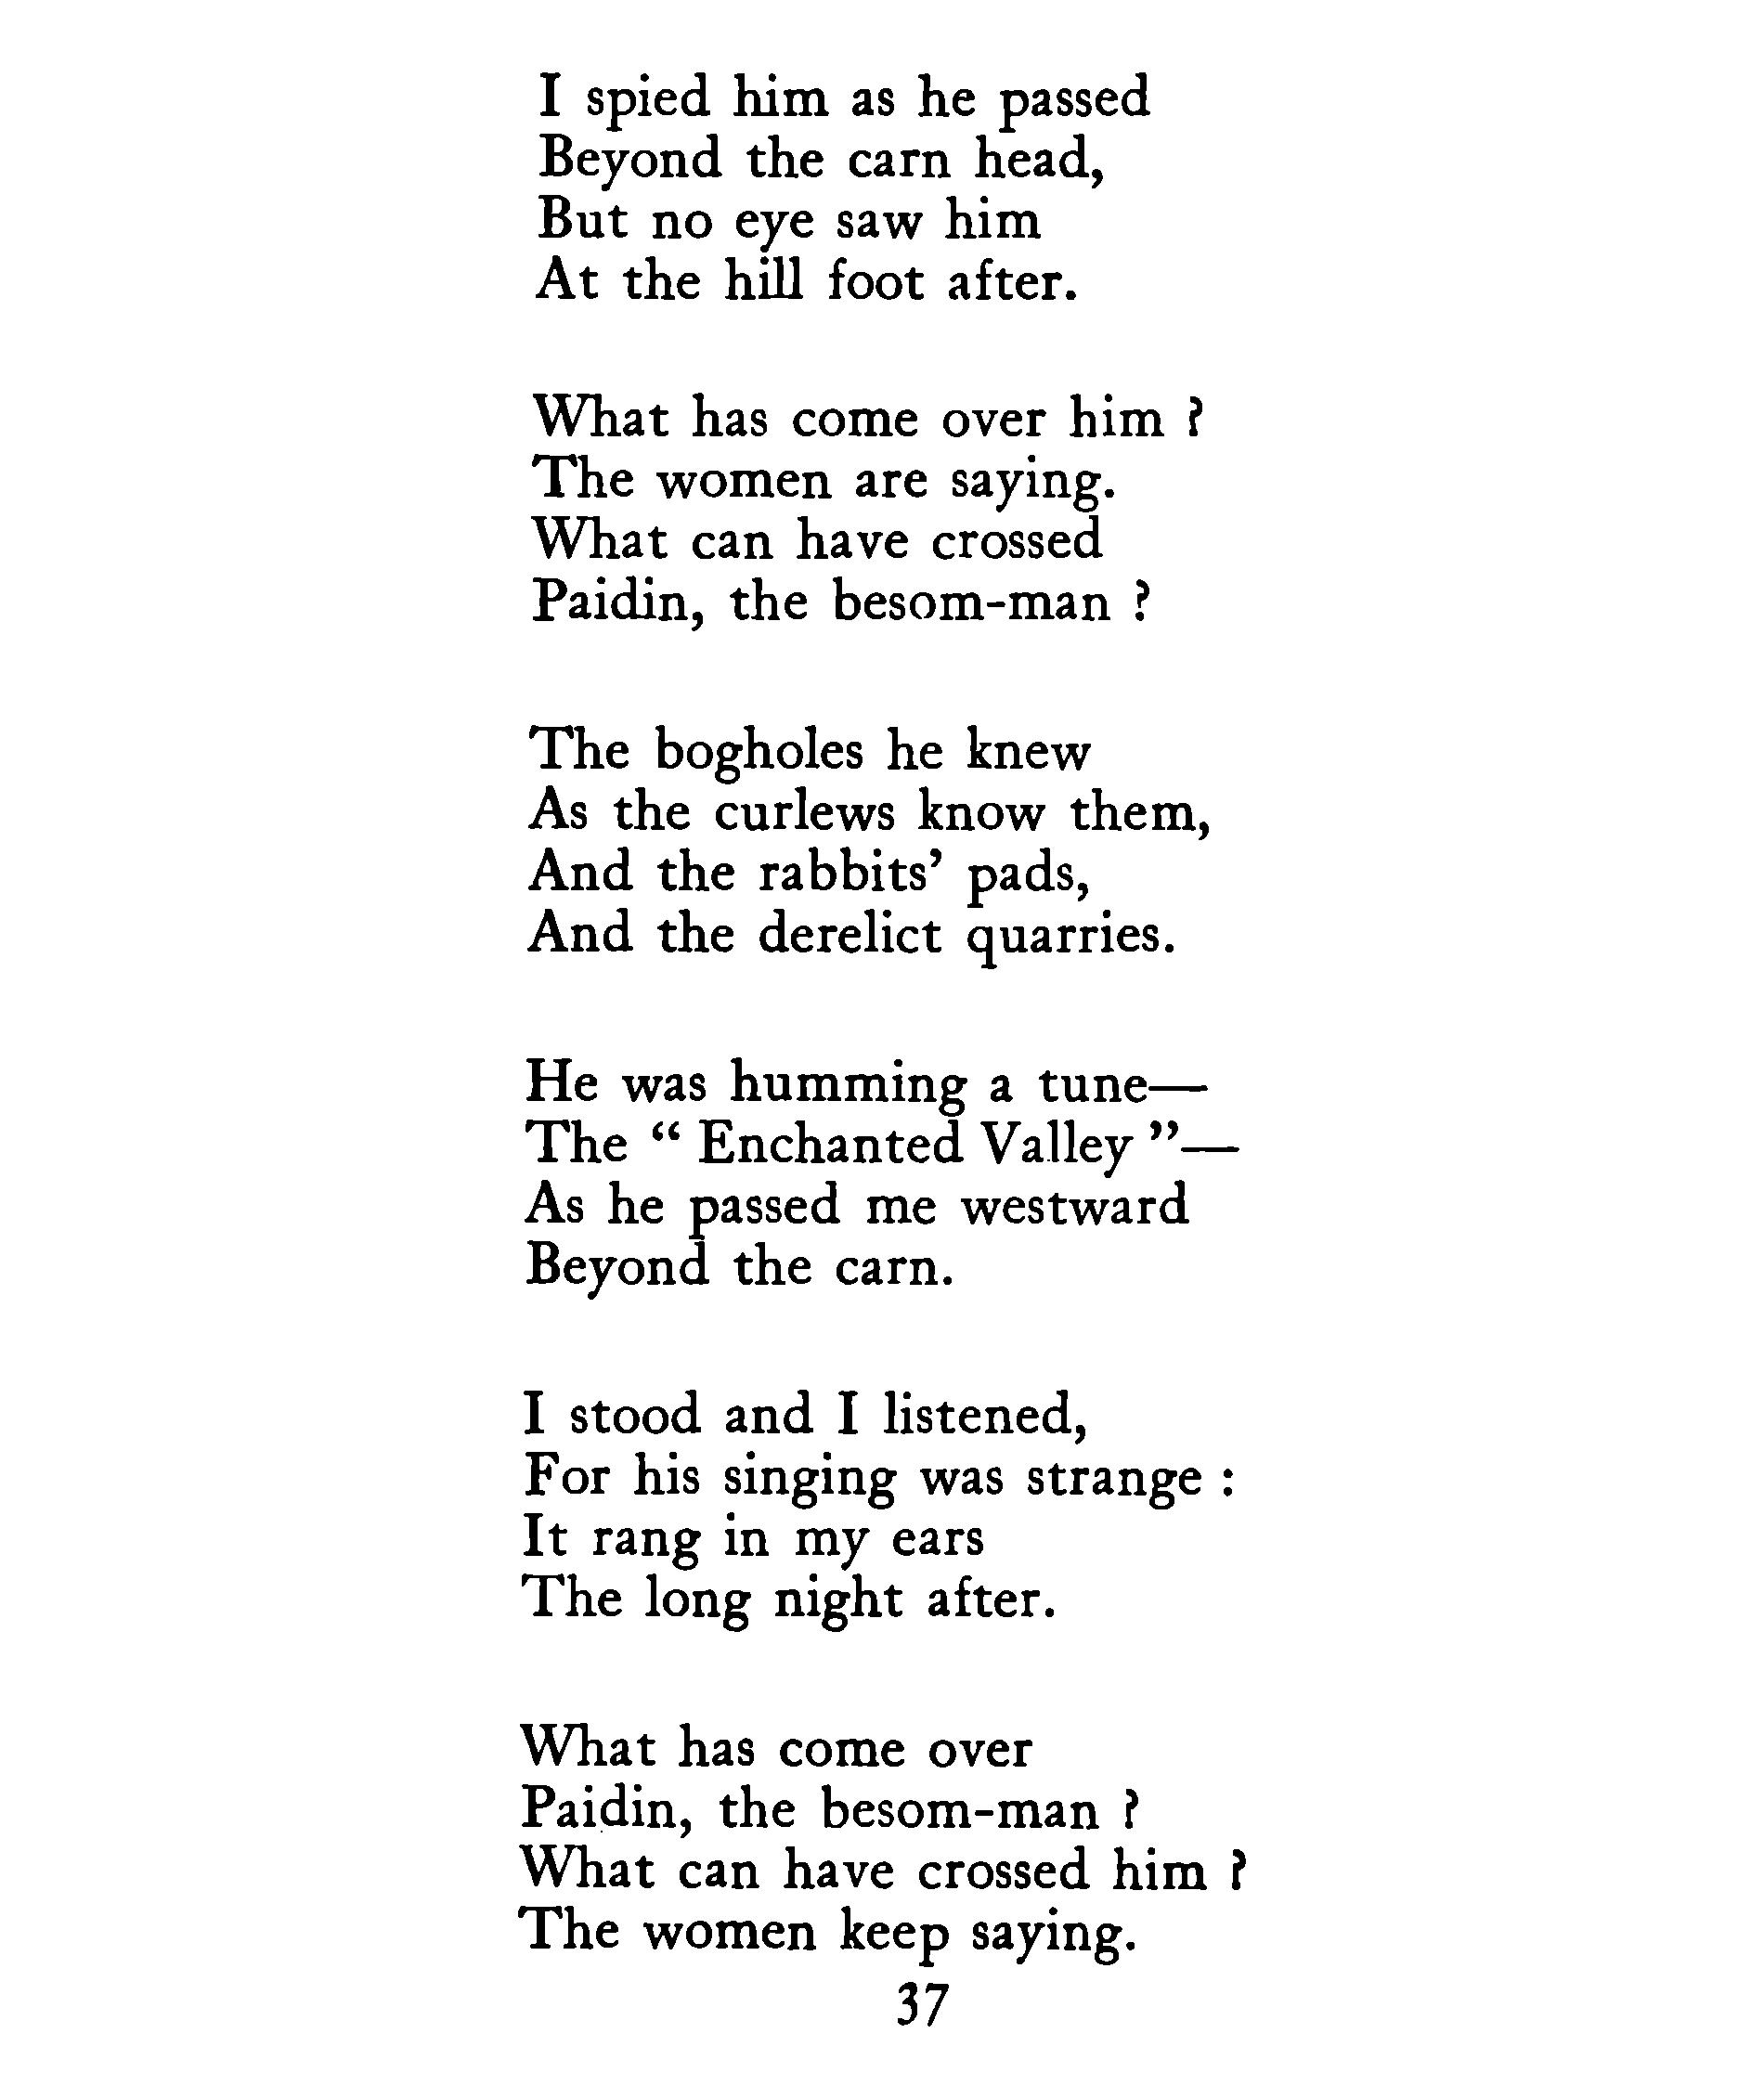 I spied him as he passed
Beyond the carn head,
But no eye saw him
At the hill foot after.
What has come over him ?
The women are saying.
What can have crossed
Paidin, the besom-man ?
The bogholes he knew
As the curlews know them,
And the rabbits’ pads,
And the derelict quarries.
He was humming a tune—
The “ Enchanted Valley ”—
As he passed me westward
Beyond the carn.
I stood and I listened,
For his singing was strange :
It rang in my ears
The long night after.
What has come over
Paidin, the besom-man ?
What can have crossed him ?
The women keep saying.
37